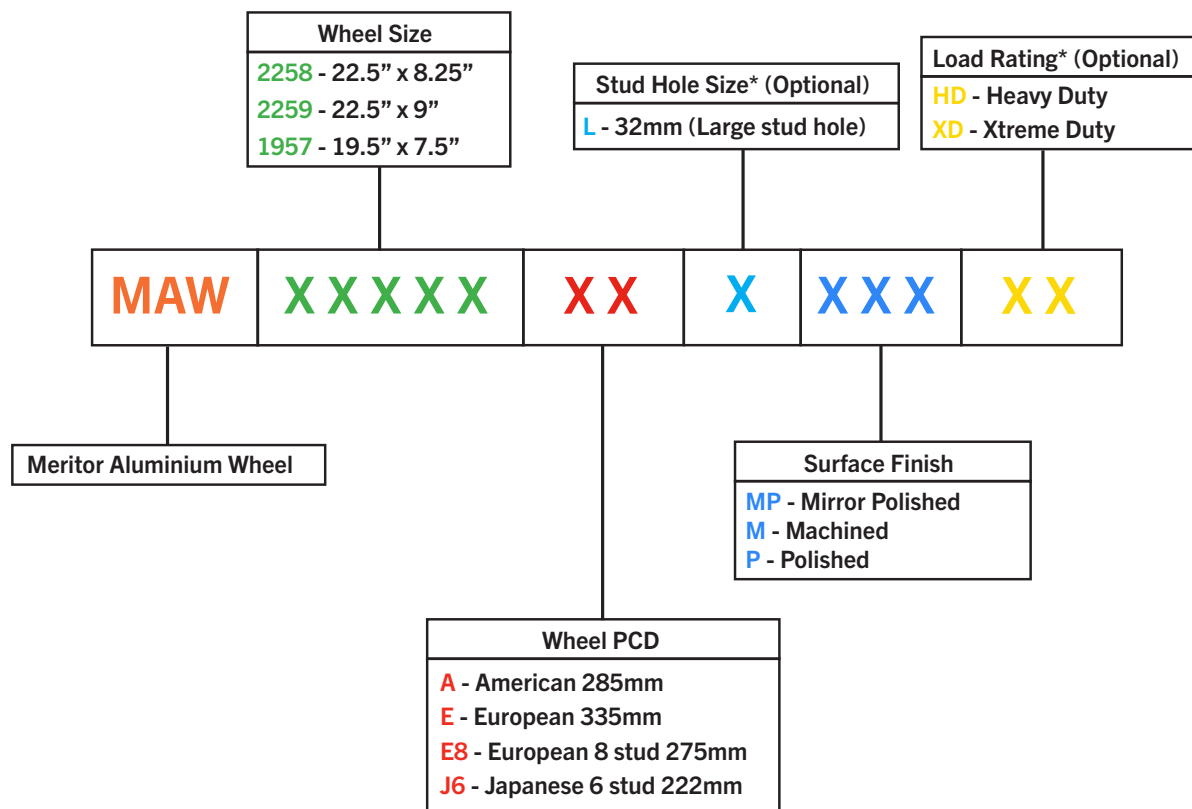 Wheel Size
2258 - 22.5” x 8.25”
2259 - 22.5” x 9”
1957 - 19.5” x 7.5”
Stud Hole Size* (Optional)
L - 32mm (Large stud hole)
Load Rating* (Optional)
HD - Heavy Duty
XD - Xtreme Duty
MAW X X X X X X X X X X X X X
Meritor Aluminium Wheel
Surface Finish
MP - Mirror Polished
M - Machined
P - Polished
Wheel PCD
A - American 285mm
E - European 335mm
E8 - European 8 stud 275mm
J6 - Japanese 6 stud 222mm